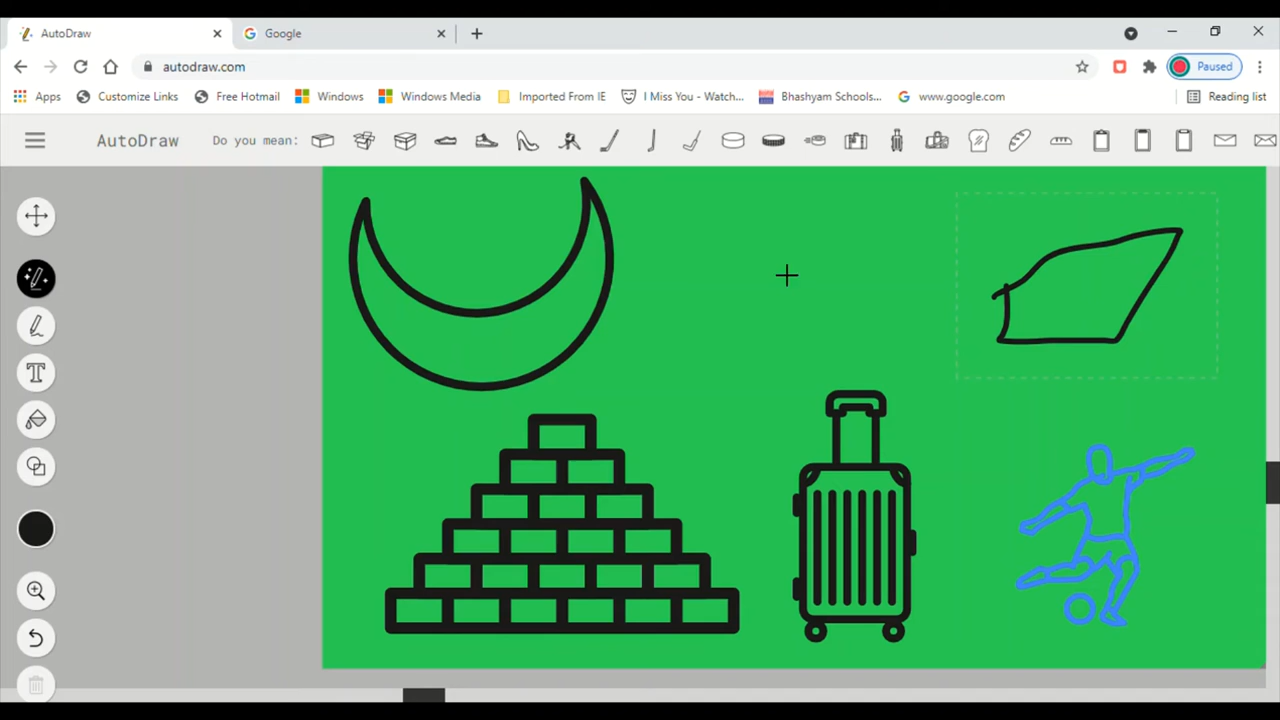 AutoDraw
Google
autodraw.com
Paused
Apps
Customize Links
Free Hotmail
Windows
Windows Media
Imported From IE
I Miss You - Watch...
Bhashyam Schools...
www.google.com
Reading list
AutoDraw
Do you mean:
T